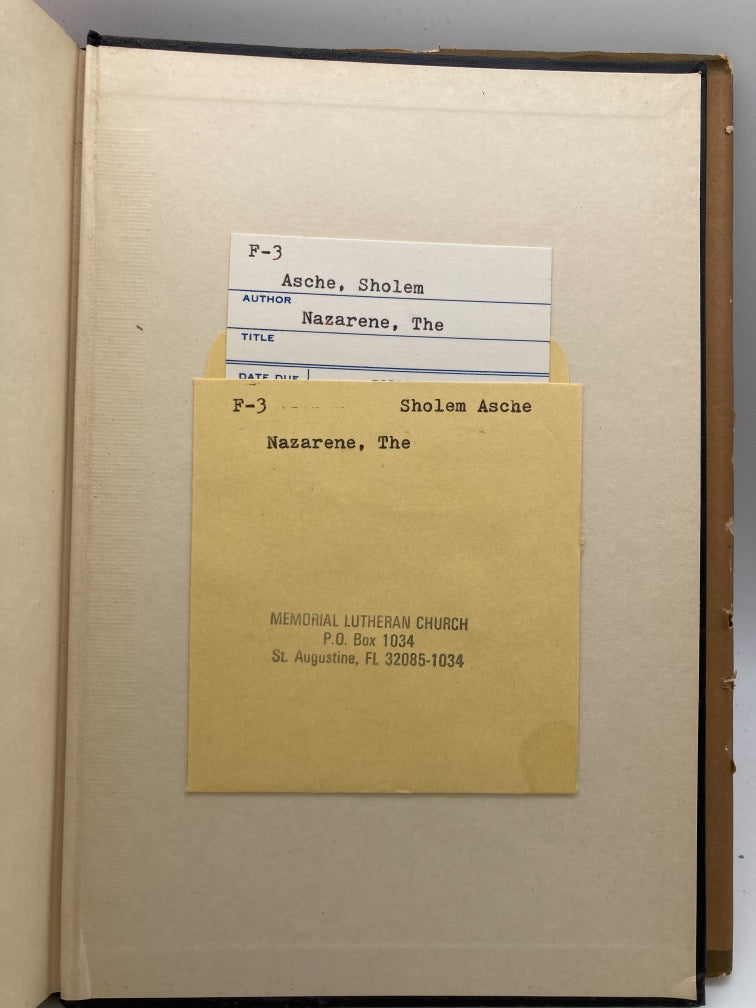 F-3
Asche, Sholem
AUTHOR
Nazarene, The
TITLE
DATE DUE
F-3 Sholem Asche
Nazarene, The
MEMORIAL LUTHERAN CHURCH
P.O. Box 1034
St. Augustine, FL 32085-1034